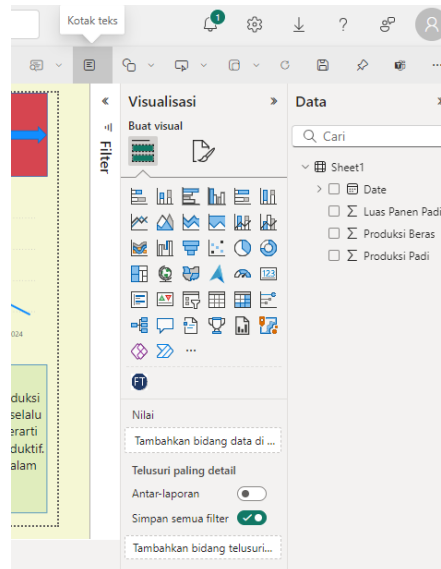 Kotak teks
1
?
Visualisasi
Data
Buat visual
Cari
Filter
Sheet1
Date
Luas Panen Padi
Produksi Beras
Produksi Padi
123
2024
duksi
selalu
erarti
duktif.
alam
FT
Nilai
Tambahkan bidang data di ...
Telusuri paling detail
Antar-laporan
Simpan semua filter
Tambahkan bidang telusuri...